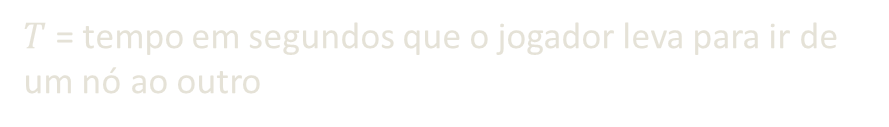 T = tempo em segundos que o jogador leva para ir de
um nó ao outro